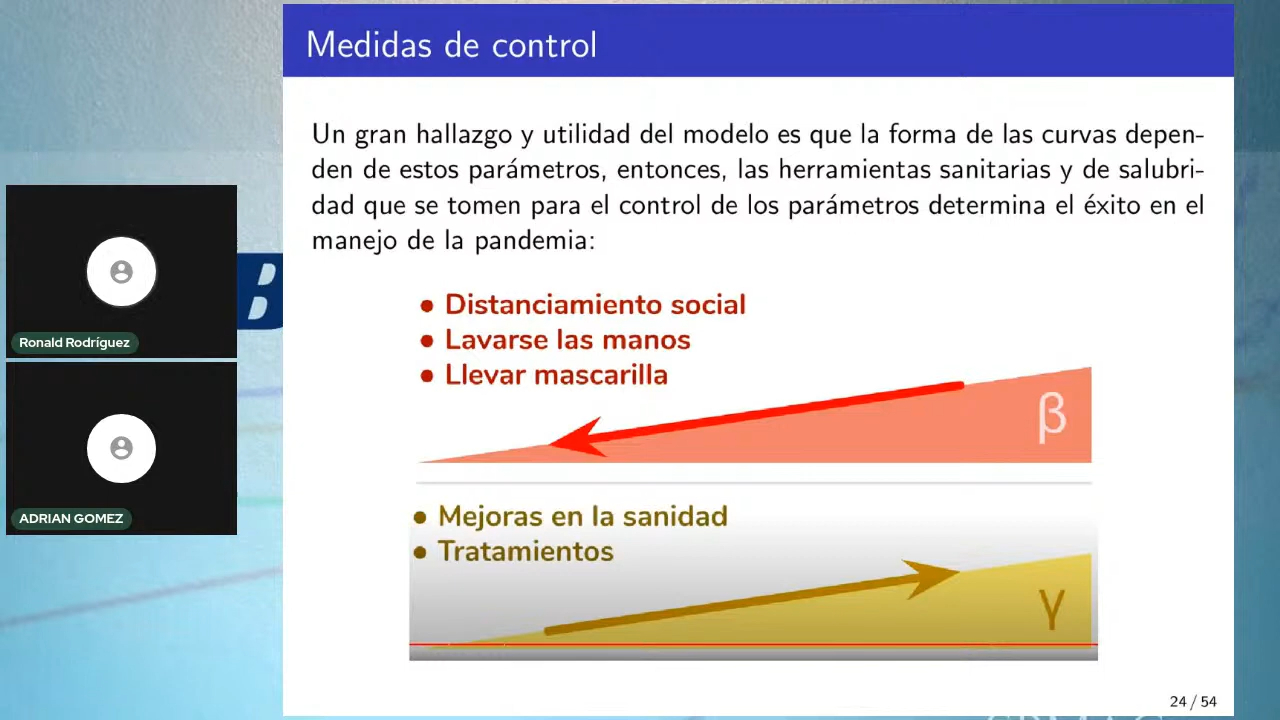 Medidas de control
Un gran hallazgo y utilidad del modelo es que la forma de las curvas depen-
den de estos parámetros, entonces, las herramientas sanitarias y de salubri-
dad que se tomen para el control de los parámetros determina el éxito en el
manejo de la pandemia:
• Distanciamiento social
• Lavarse las manos
• Llevar mascarilla
β
• Mejoras en la sanidad
• Tratamientos
γ
24 / 54
Ronald Rodríguez
ADRIAN GOMEZ